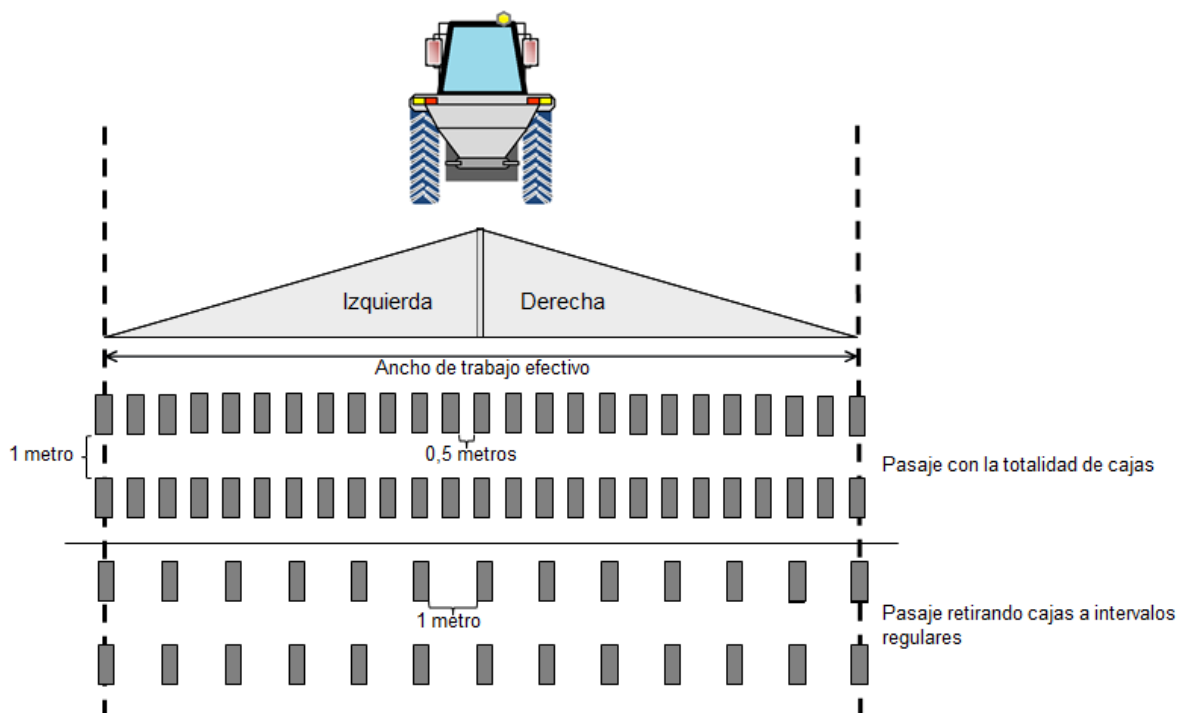 Izquierda
Derecha
Ancho de trabajo efectivo
1 metro
0,5 metros
Pasaje con la totalidad de cajas
1 metro
Pasaje retirando cajas a intervalos
regulares